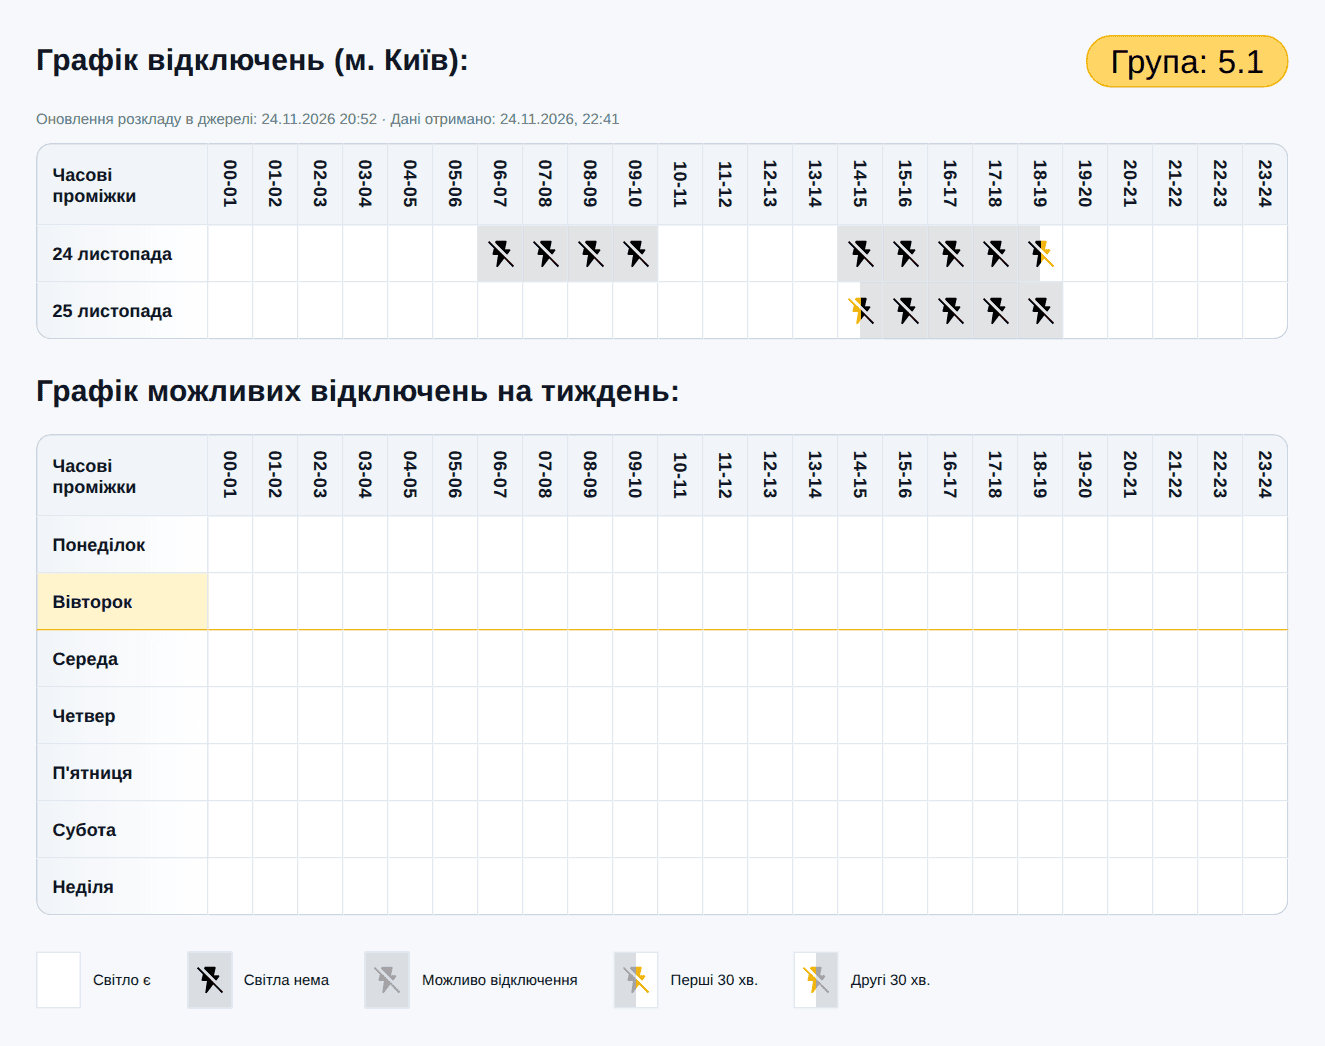 Графік відключень (м. Київ):
Група: 5.1
Оновлення розкладу в джерелі: 24.11.2026 20:52 · Дані отримано: 24.11.2026, 22:41
Часові проміжки 00-01 01-02 02-03 03-04 04-05 05-06 06-07 07-08 08-09 09-10 10-11 11-12 12-13 13-14 14-15 15-16 16-17 17-18 18-19 19-20 20-21 21-22 22-23 23-24
24 листопада
25 листопада
Графік можливих відключень на тиждень:
Часові проміжки 00-01 01-02 02-03 03-04 04-05 05-06 06-07 07-08 08-09 09-10 10-11 11-12 12-13 13-14 14-15 15-16 16-17 17-18 18-19 19-20 20-21 21-22 22-23 23-24
Понеділок
Вівторок
Середа
Четвер
П'ятниця
Субота
Неділя
Світло є Світла нема Можливо відключення Перші 30 хв. Другі 30 хв.